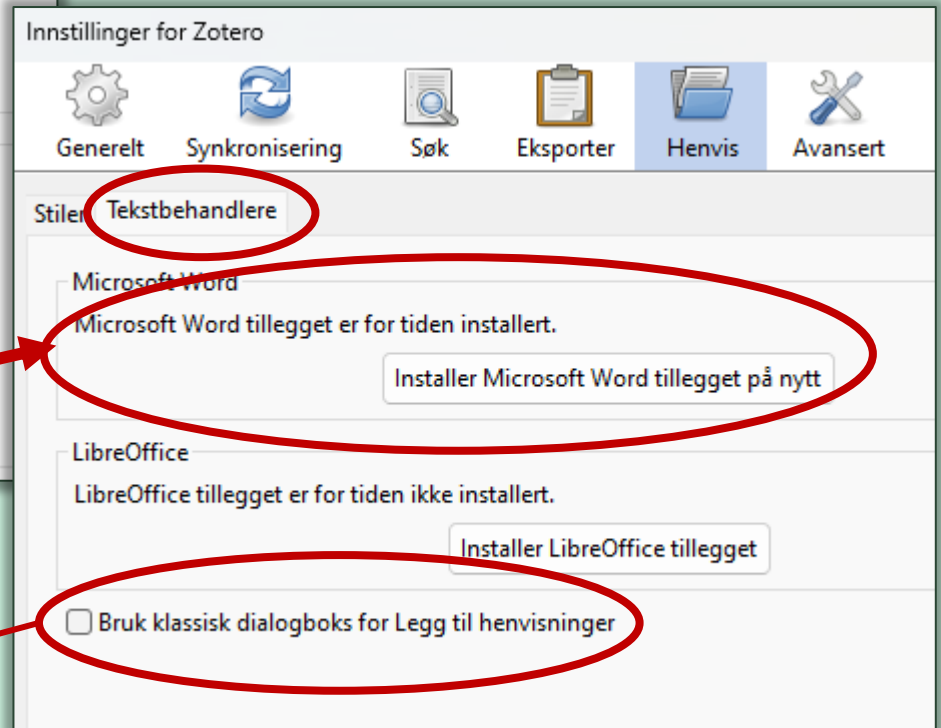 Innstillinger for Zotero
Generelt Synkronisering Søk Eksporter Henvis Avansert
Stiler Tekstbehandlere
Microsoft Word
Microsoft Word tillegget er for tiden installert.
Installer Microsoft Word tillegget på nytt
LibreOffice
LibreOffice tillegget er for tiden ikke installert.
Installer LibreOffice tillegget
Bruk klassisk dialogboks for Legg til henvisninger